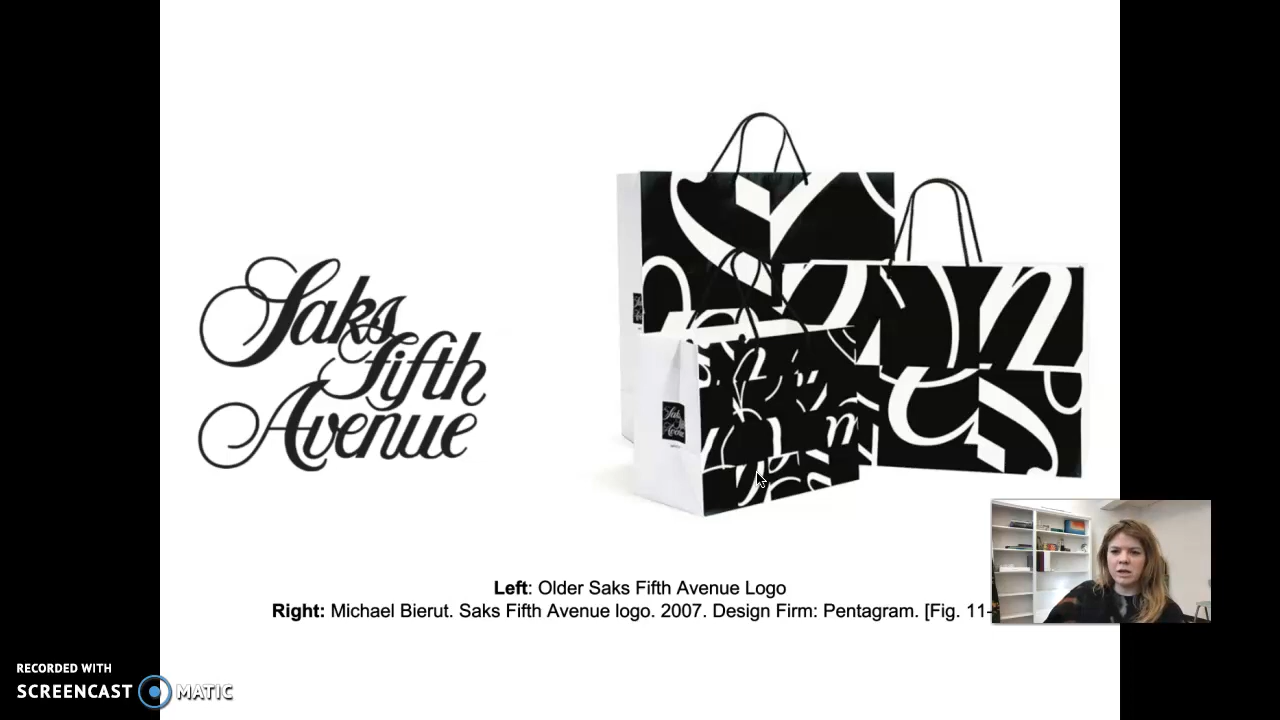 Saks
Fifth
Avenue
Left: Older Saks Fifth Avenue Logo
Right: Michael Bierut. Saks Fifth Avenue logo. 2007. Design Firm: Pentagram. [Fig. 11-
RECORDED WITH
SCREENCAST MATIC